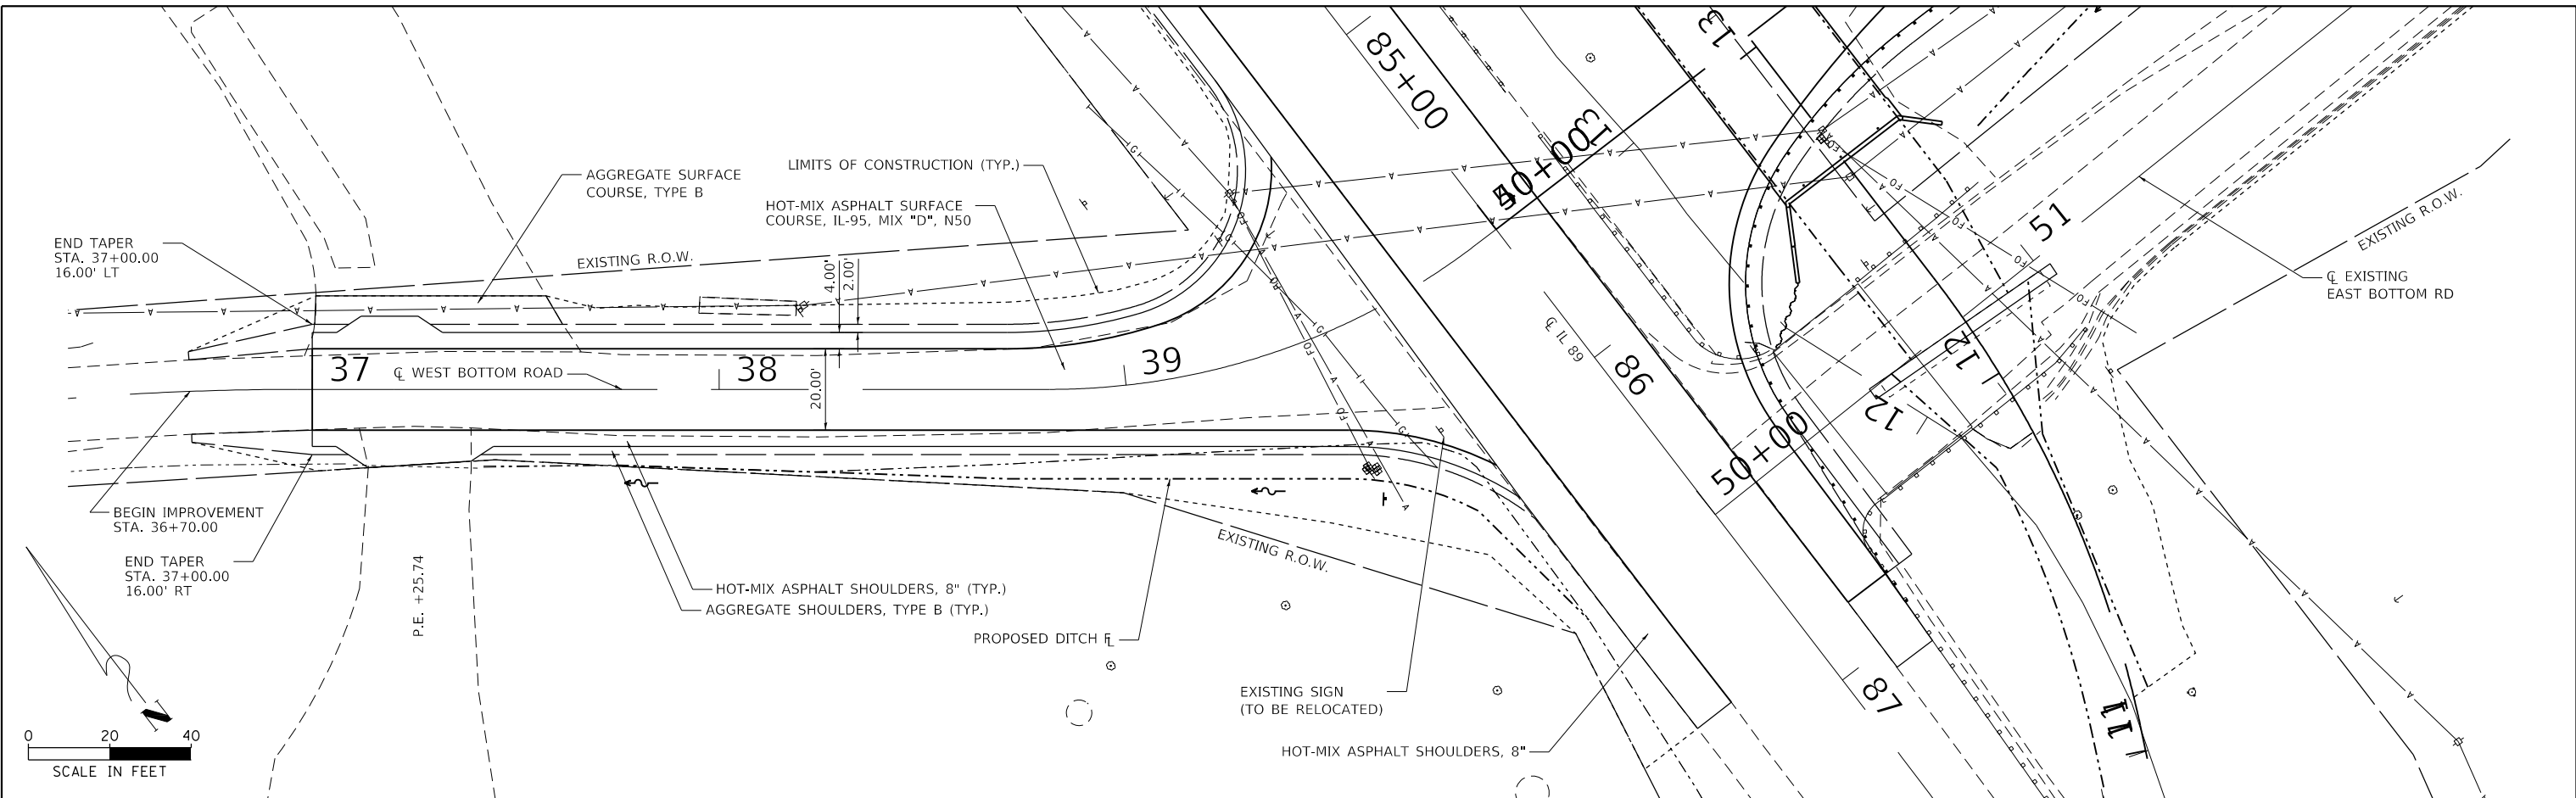 13
85+00
13
50+00
AGGREGATE SURFACE
COURSE, TYPE B
LIMITS OF CONSTRUCTION (TYP.)
HOT-MIX ASPHALT SURFACE
COURSE, IL-95, MIX "D", N50
END TAPER
STA. 37+00.00
16.00' LT
EXISTING R.O.W.
4.00'
2.00'
51
EXISTING R.O.W.
℄ EXISTING
EAST BOTTOM RD
37
℄ WEST BOTTOM ROAD
38
20.00'
39
℄ IL 89
86
12
12
50+00
BEGIN IMPROVEMENT
STA. 36+70.00
END TAPER
STA. 37+00.00
16.00' RT
P.E. +25.74
HOT-MIX ASPHALT SHOULDERS, 8" (TYP.)
AGGREGATE SHOULDERS, TYPE B (TYP.)
EXISTING R.O.W.
PROPOSED DITCH F̲L
EXISTING SIGN
(TO BE RELOCATED)
HOT-MIX ASPHALT SHOULDERS, 8"
87
11
N
0 20 40
SCALE IN FEET